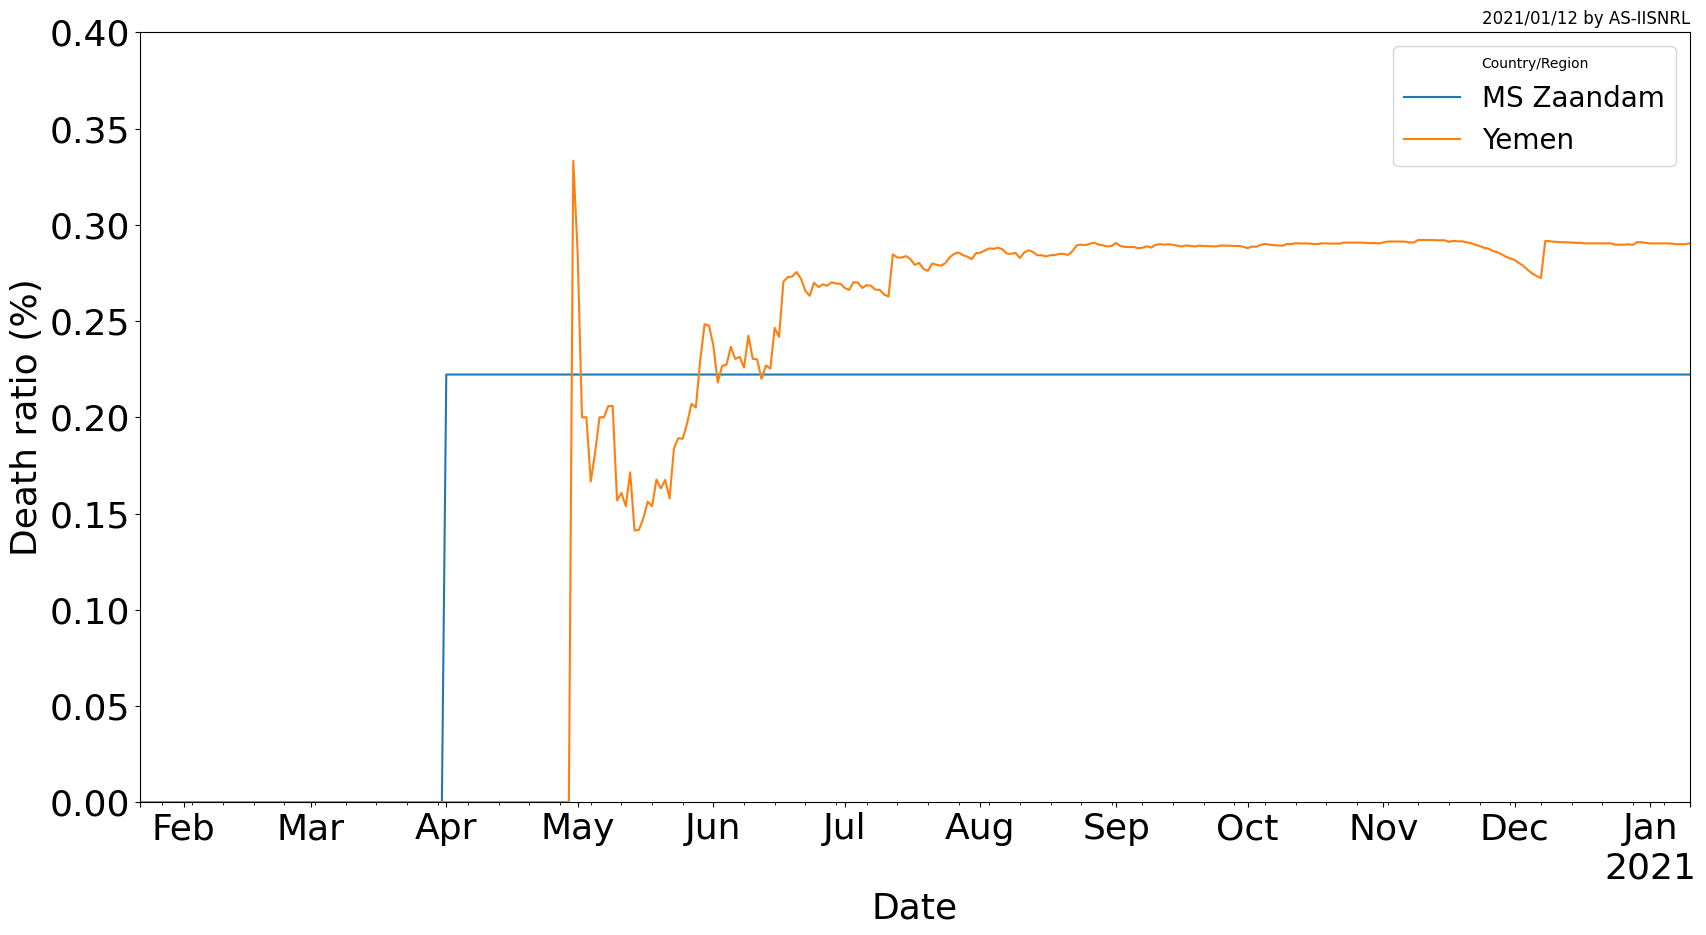 2021/01/12 by AS-IISNRL
Country/Region
MS Zaandam
Yemen
Death ratio (%)
0.40
0.35
0.30
0.25
0.20
0.15
0.10
0.05
0.00
Feb Mar Apr May Jun Jul Aug Sep Oct Nov Dec Jan
2021
Date